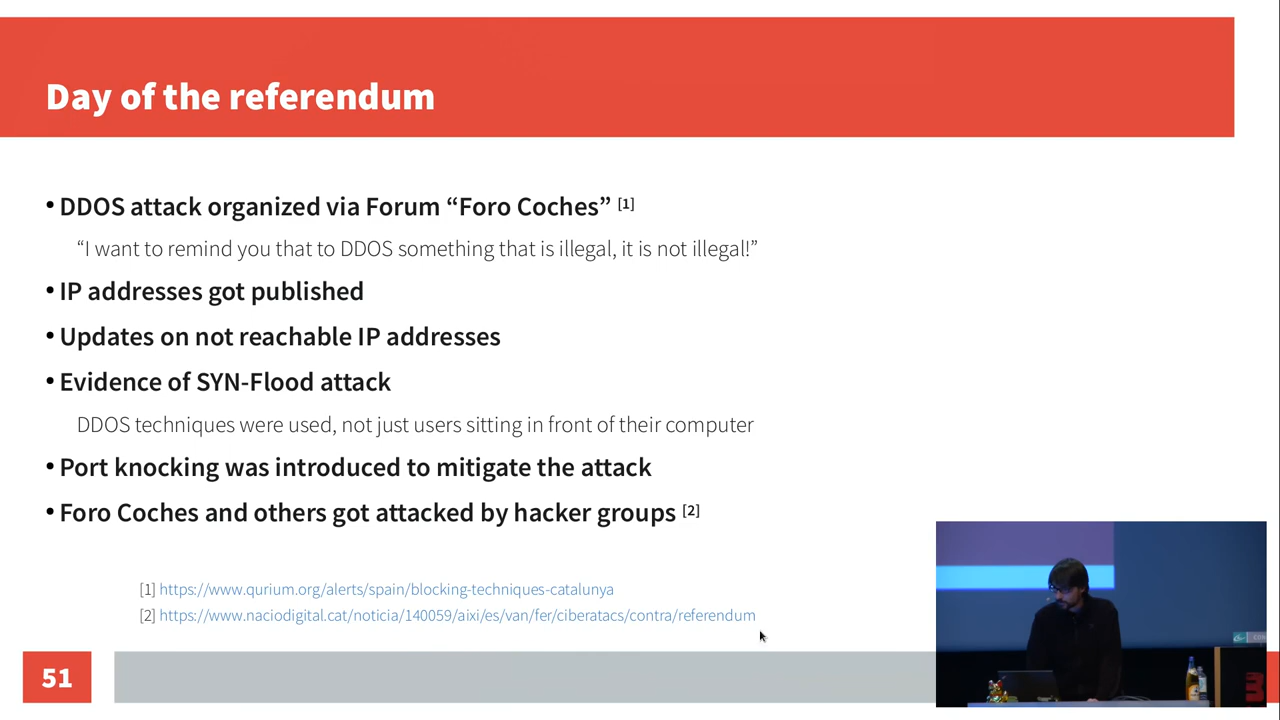 Day of the referendum
• DDOS attack organized via Forum “Foro Coches” [1]
“I want to remind you that to DDOS something that is illegal, it is not illegal!”
• IP addresses got published
• Updates on not reachable IP addresses
• Evidence of SYN-Flood attack
DDOS techniques were used, not just users sitting in front of their computer
• Port knocking was introduced to mitigate the attack
• Foro Coches and others got attacked by hacker groups [2]
[1] https://www.qurium.org/alerts/spain/blocking-techniques-catalunya
[2] https://www.naciodigital.cat/noticia/140059/aixi/es/van/fer/ciberatacs/contra/referendum
51